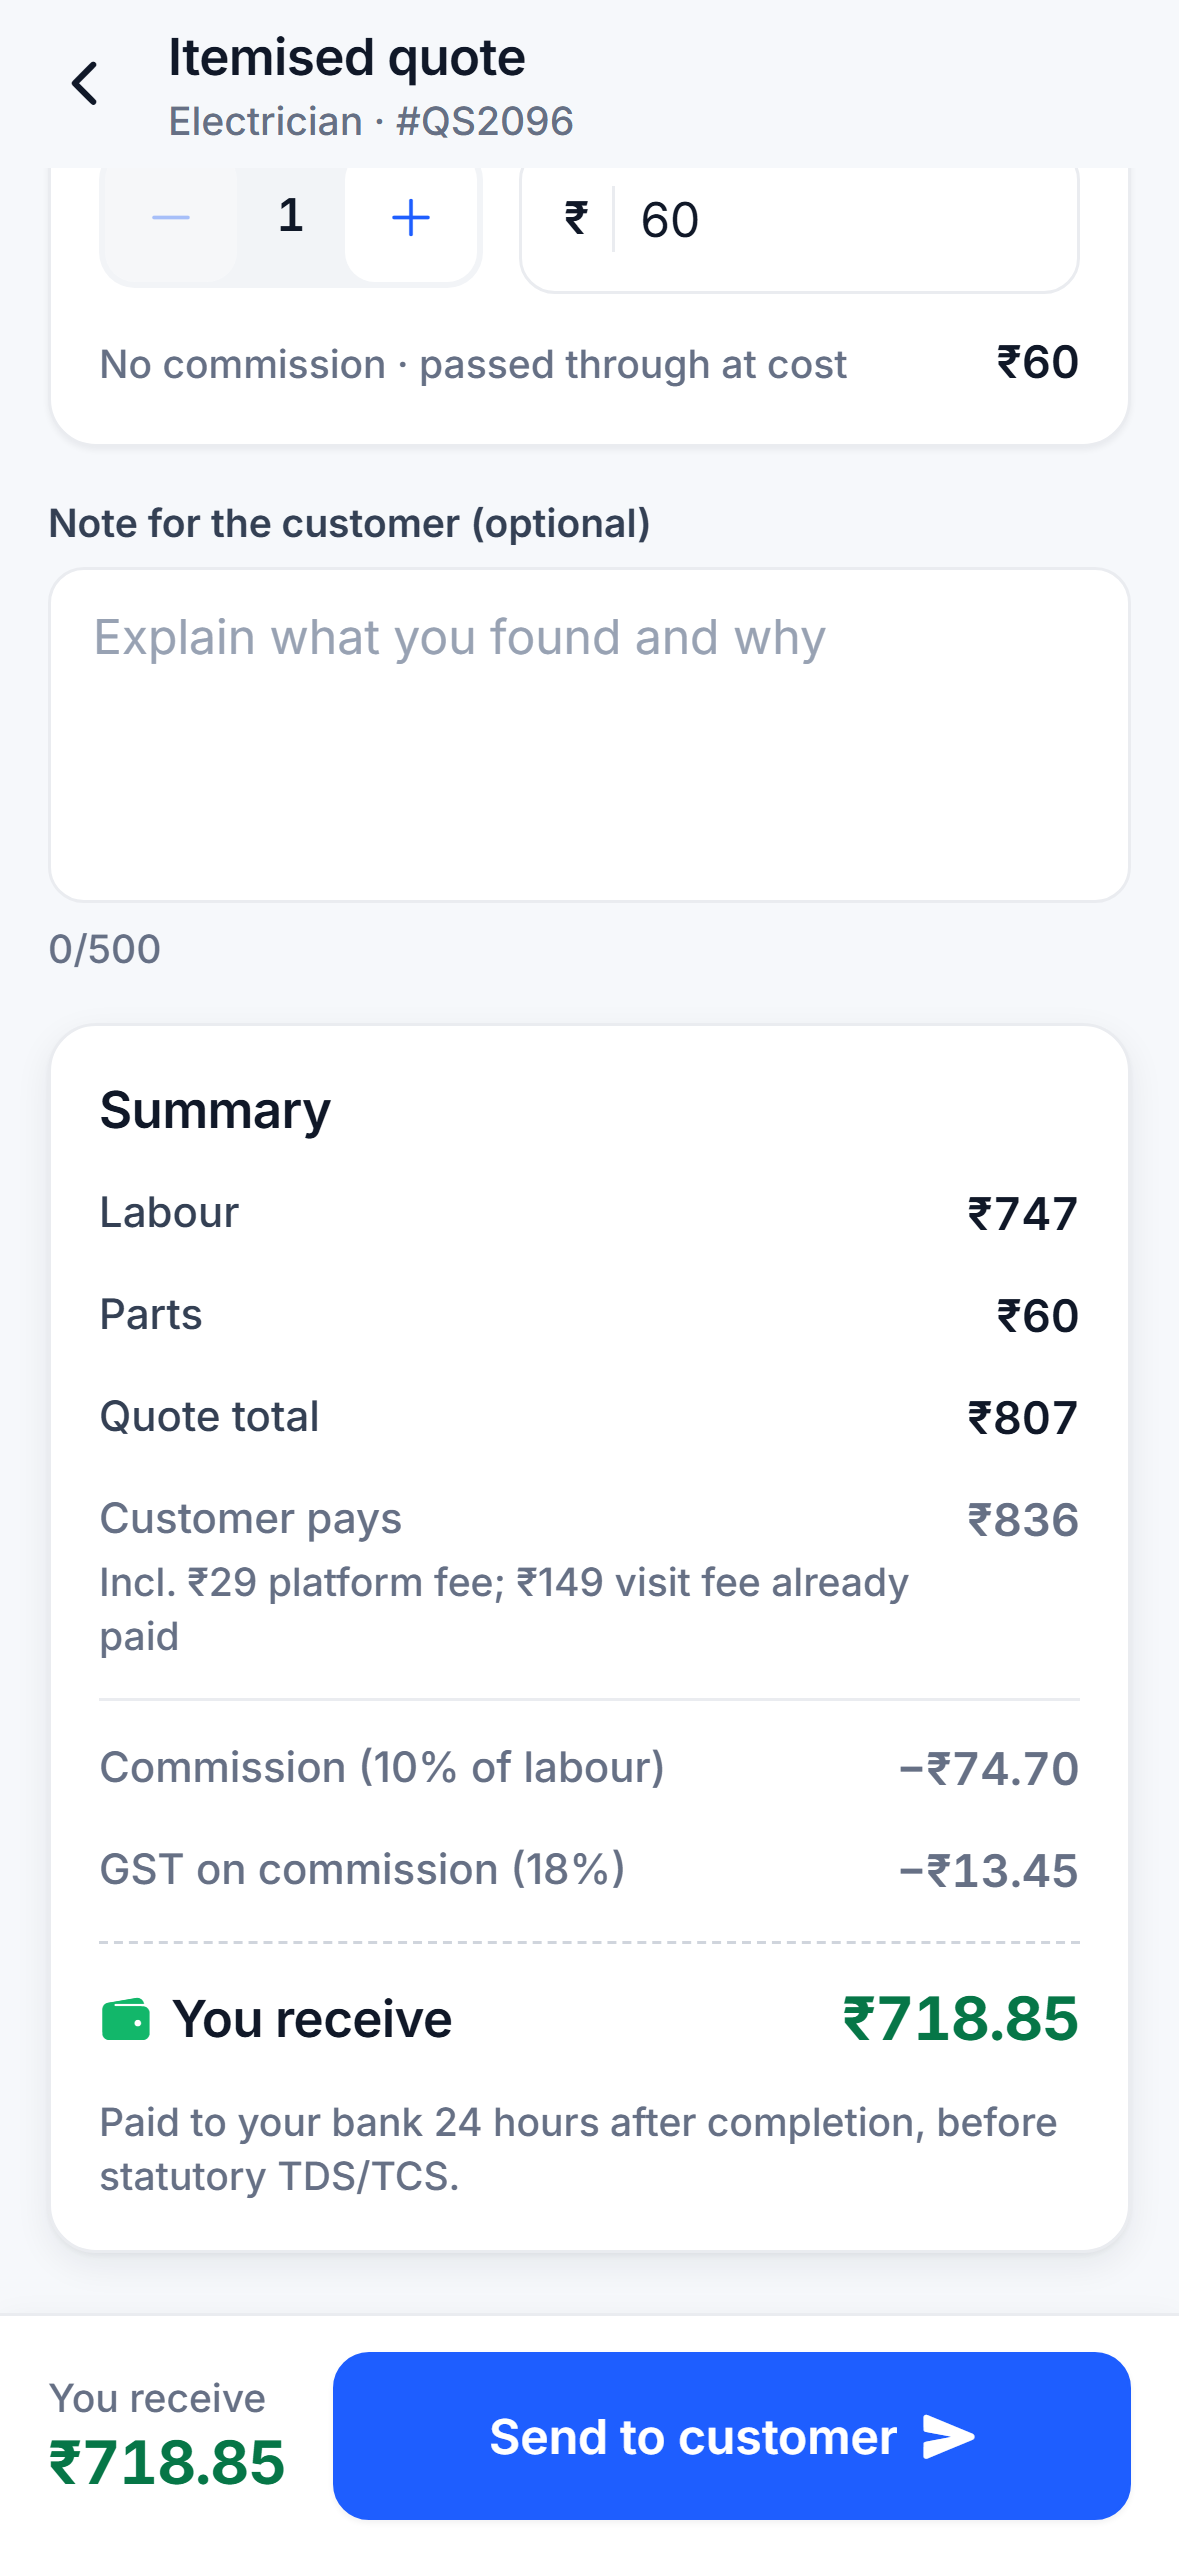 Itemised quote
Electrician · #QS2096
1
₹ 60
No commission · passed through at cost ₹60
Note for the customer (optional)
Explain what you found and why
0/500
Summary
Labour ₹747
Parts ₹60
Quote total ₹807
Customer pays ₹836
Incl. ₹29 platform fee; ₹149 visit fee already
paid
Commission (10% of labour) −₹74.70
GST on commission (18%) −₹13.45
You receive ₹718.85
Paid to your bank 24 hours after completion, before
statutory TDS/TCS.
You receive
₹718.85
Send to customer